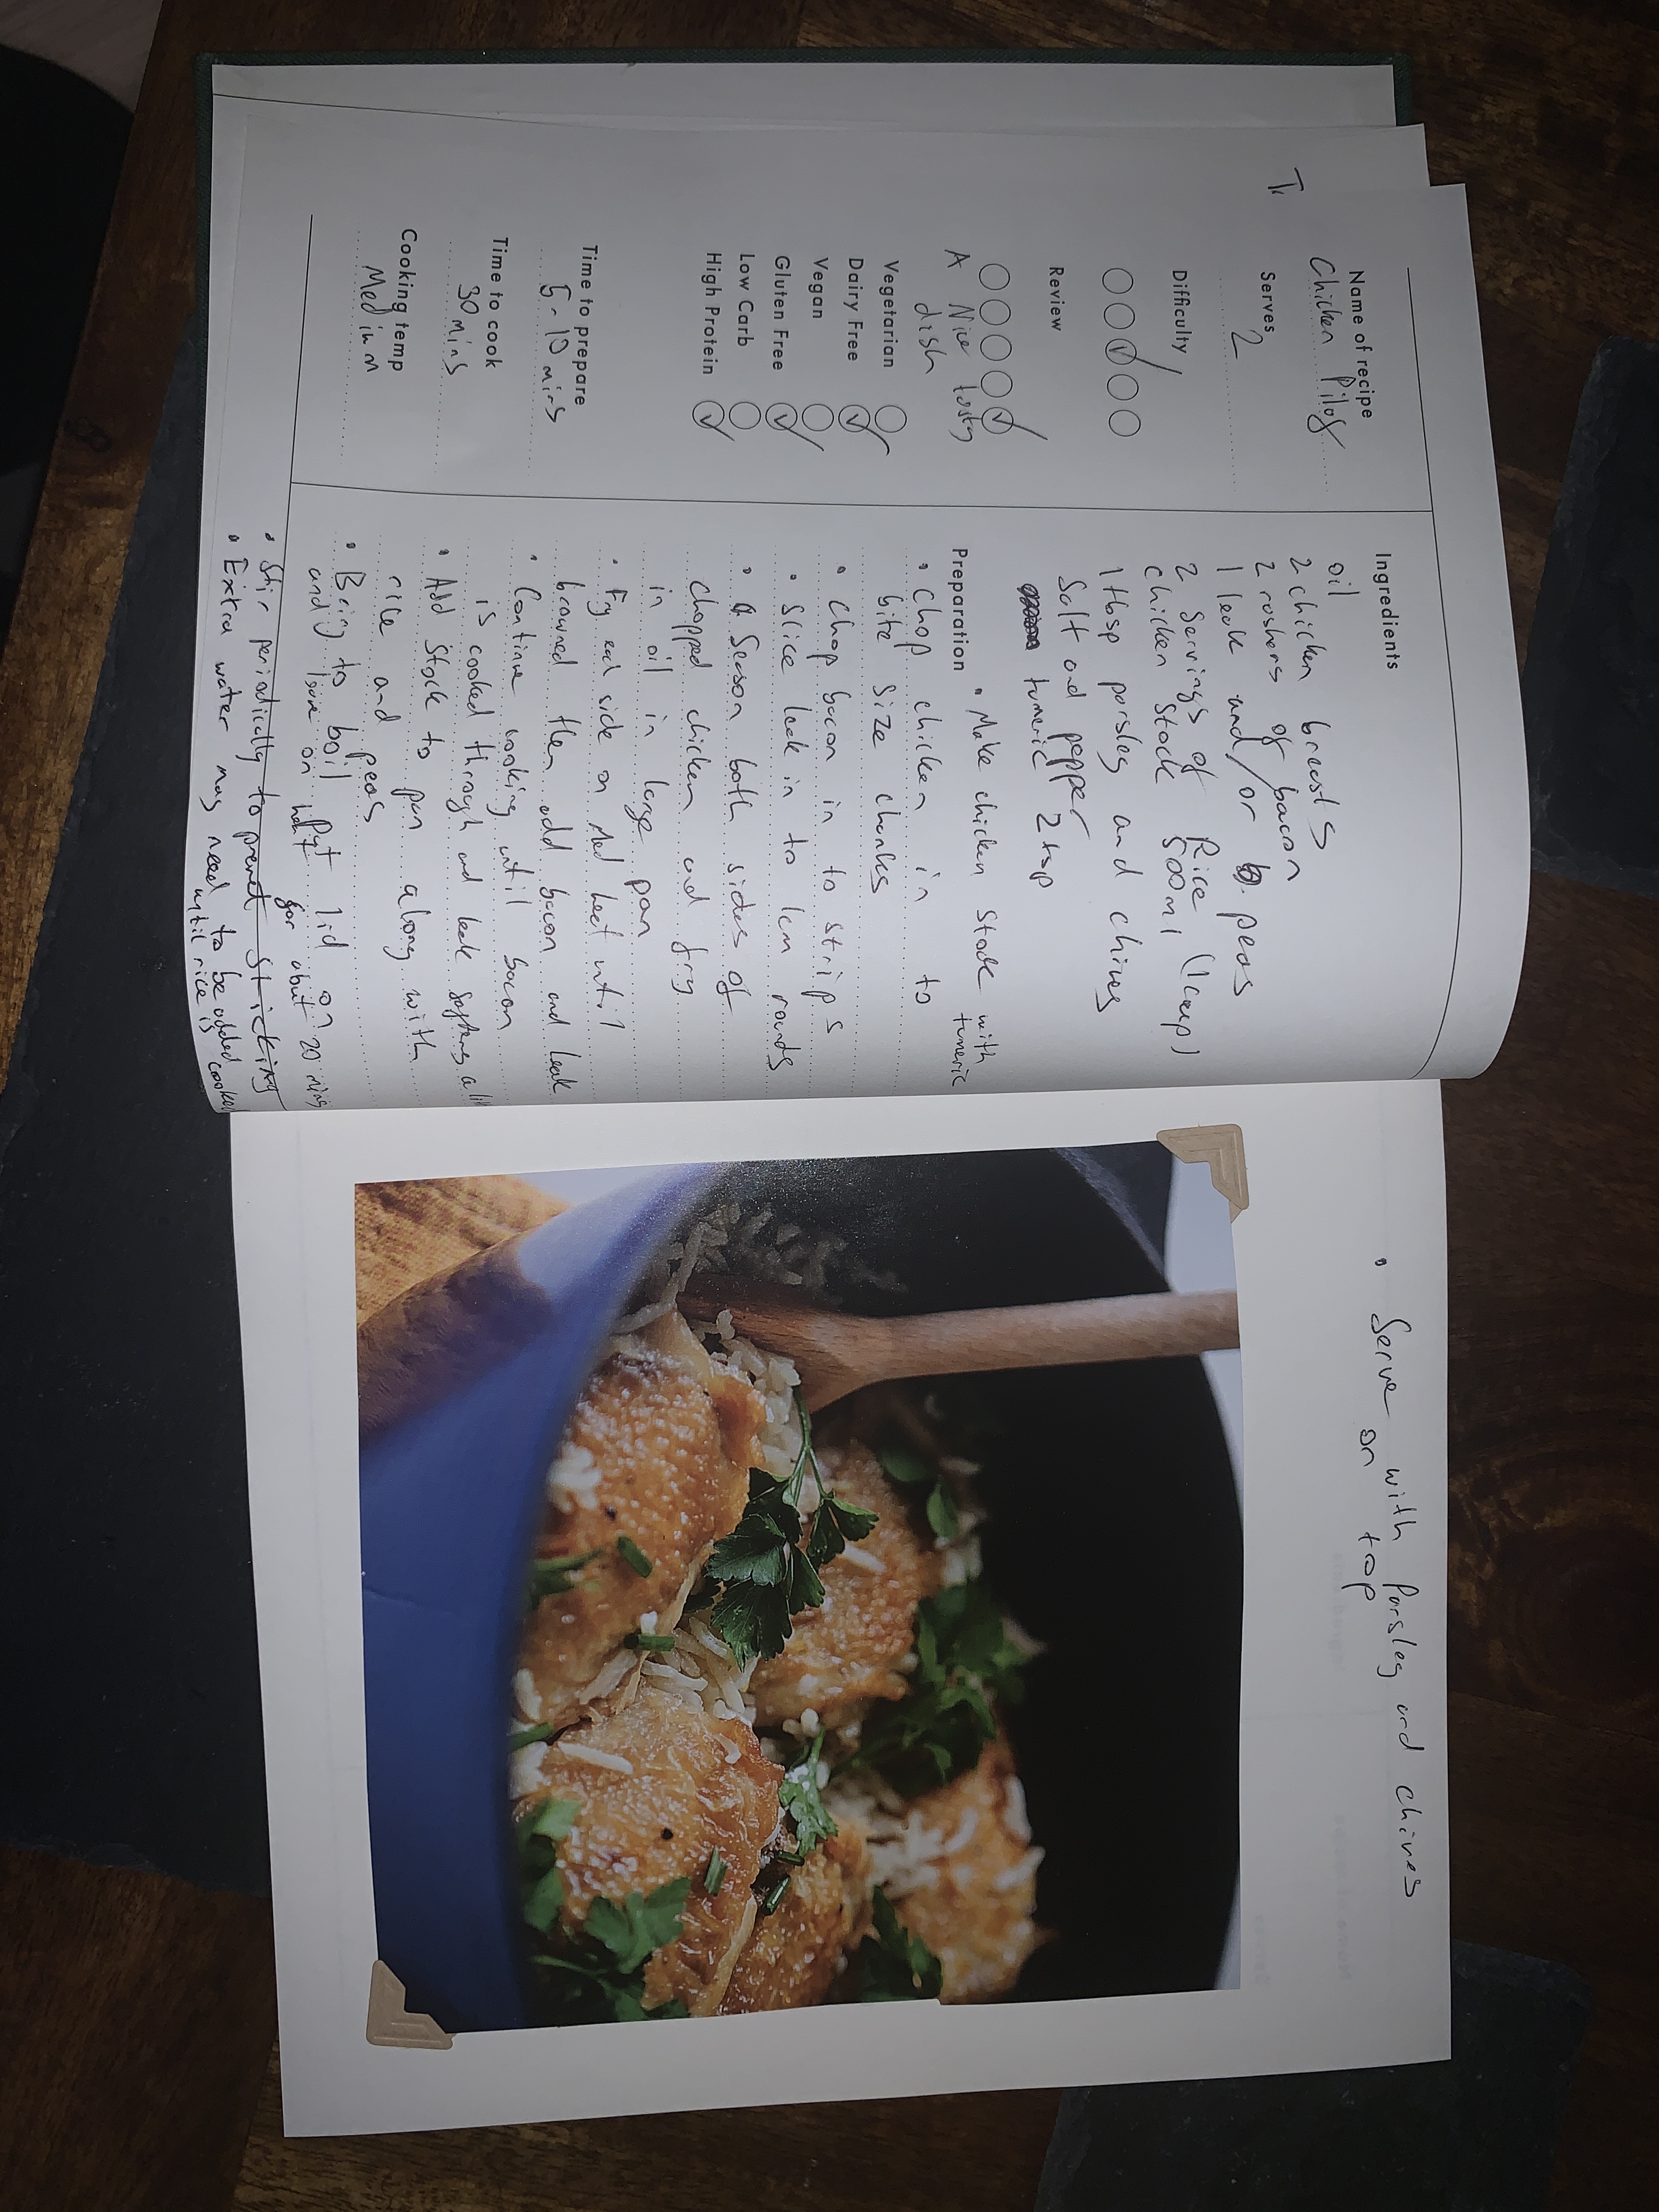 Name of recipe
Chicken Pilof
Serves
2
Difficulty
Review
A Nice tasty
dish
Vegetarian
Dairy Free
Vegan
Gluten Free
Low Carb
High Protein
Time to prepare
5-10 mins
Time to cook
30 mins
Cooking temp
Medium
Ingredients
oil
2 chicken breasts
2 rashers of bacon
1 leek and/or peas
2 Servings of Rice (1 cup)
chicken stock 500ml
1 tbsp parsley and chives
Salt and pepper
tumeric 2 tsp
• Make chicken stock with
tumeric
Preparation
• Chop chicken in to
bite size chunks
• Chop bacon in to strips
• Slice leek in to 1cm rounds
• Season both sides of
chopped chicken and fry
in oil in large pan
• Fry each side on Med heat until
browned then add bacon and leek
• Continue cooking until bacon
is cooked through and leek softens a
• Add stock to pan along with
rice and peas
• Bring to boil put lid on
and leave on heat for about 20 mins
• Stir periodically to prevent sticking
• Extra water may need to be added
until rice is cooked
• Serve with Parsley and chives
on top